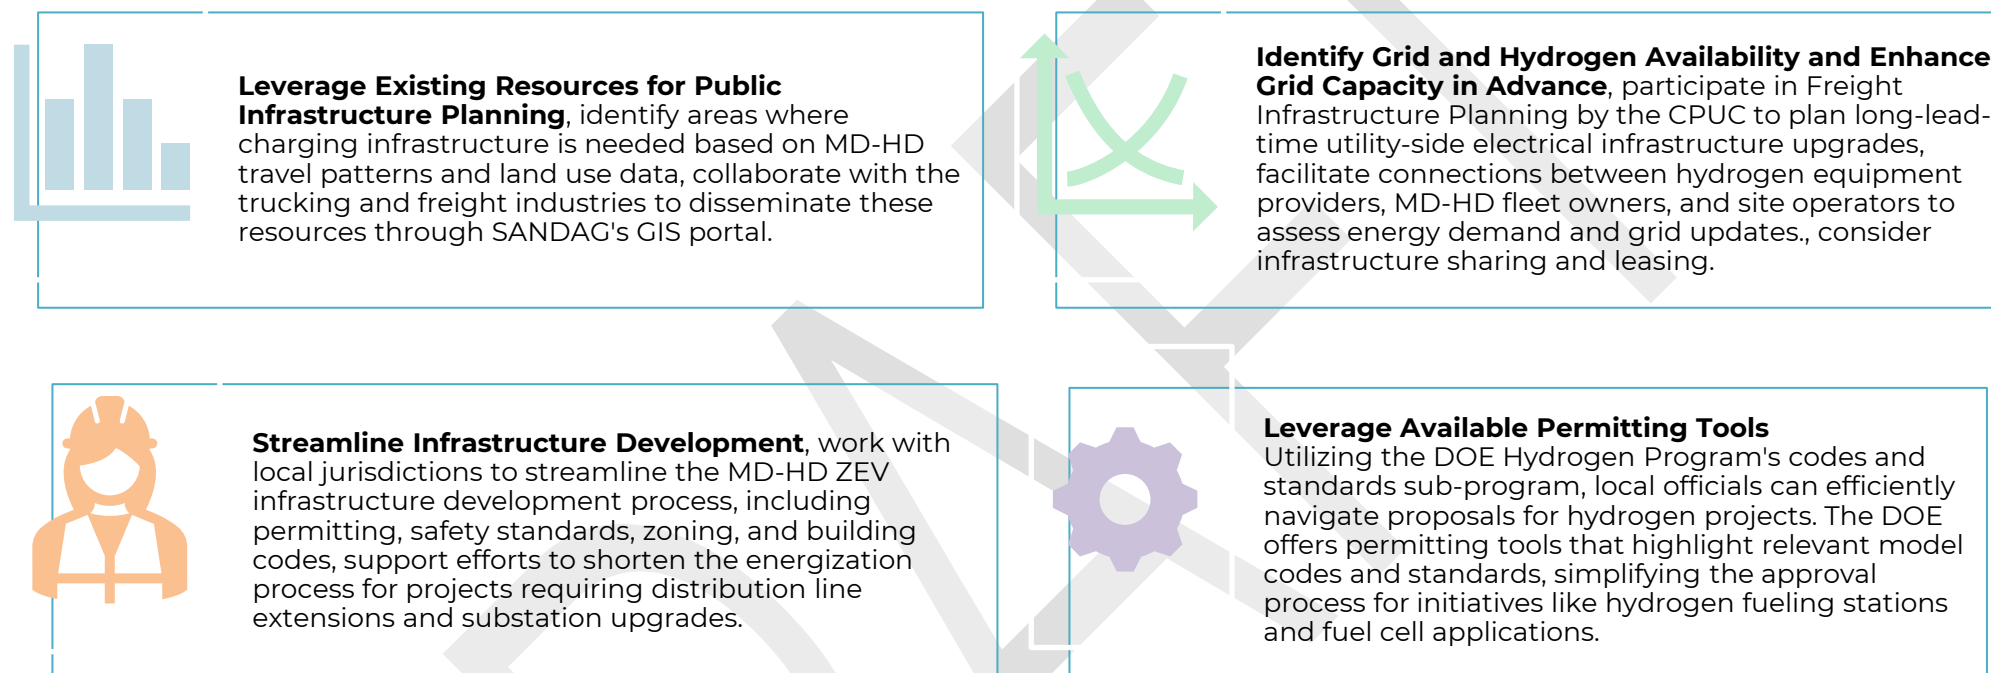 Leverage Existing Resources for Public
Infrastructure Planning, identify areas where
charging infrastructure is needed based on MD-HD
travel patterns and land use data, collaborate with the
trucking and freight industries to disseminate these
resources through SANDAG's GIS portal.
Identify Grid and Hydrogen Availability and Enhance
Grid Capacity in Advance, participate in Freight
Infrastructure Planning by the CPUC to plan long-lead-
time utility-side electrical infrastructure upgrades,
facilitate connections between hydrogen equipment
providers, MD-HD fleet owners, and site operators to
assess energy demand and grid updates., consider
infrastructure sharing and leasing.
Streamline Infrastructure Development, work with
local jurisdictions to streamline the MD-HD ZEV
infrastructure development process, including
permitting, safety standards, zoning, and building
codes, support efforts to shorten the energization
process for projects requiring distribution line
extensions and substation upgrades.
Leverage Available Permitting Tools
Utilizing the DOE Hydrogen Program's codes and
standards sub-program, local officials can efficiently
navigate proposals for hydrogen projects. The DOE
offers permitting tools that highlight relevant model
codes and standards, simplifying the approval
process for initiatives like hydrogen fueling stations
and fuel cell applications.